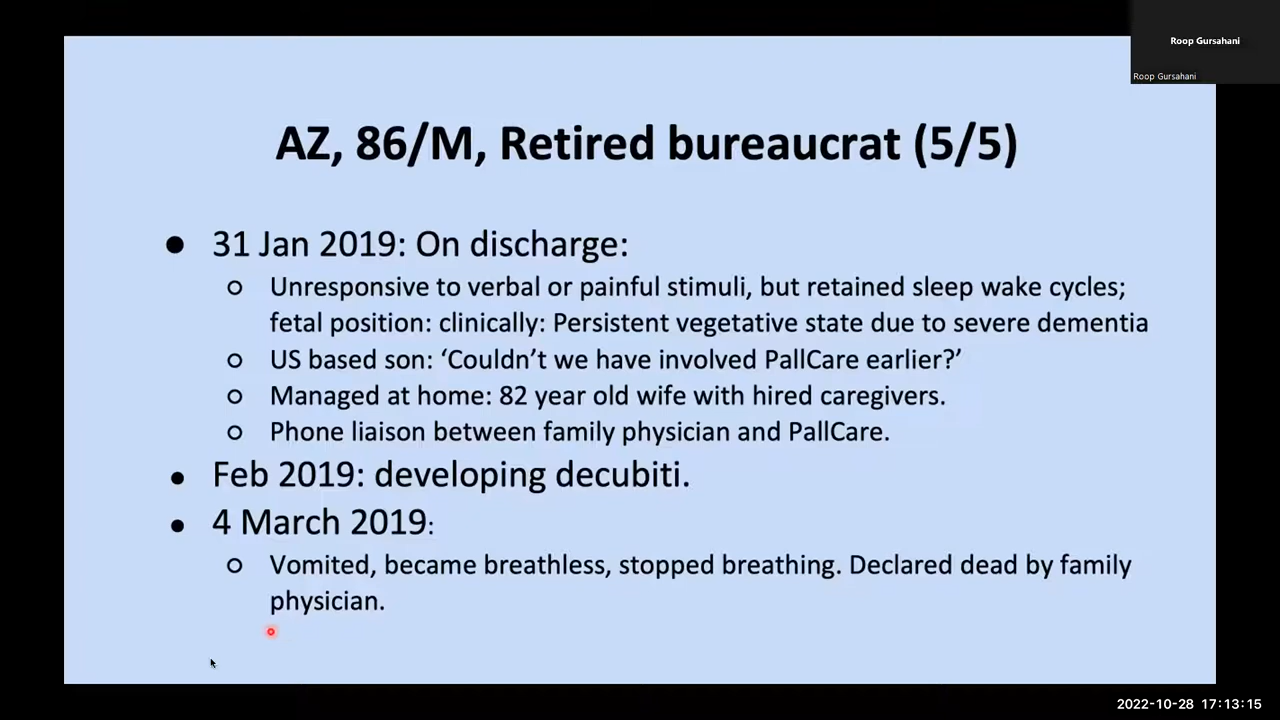 Roop Gursahani
Roop Gursahani
AZ, 86/M, Retired bureaucrat (5/5)
● 31 Jan 2019: On discharge:
○ Unresponsive to verbal or painful stimuli, but retained sleep wake cycles;
fetal position: clinically: Persistent vegetative state due to severe dementia
○ US based son: ‘Couldn’t we have involved PallCare earlier?’
○ Managed at home: 82 year old wife with hired caregivers.
○ Phone liaison between family physician and PallCare.
● Feb 2019: developing decubiti.
● 4 March 2019:
○ Vomited, became breathless, stopped breathing. Declared dead by family
physician.
2022-10-28 17:13:15